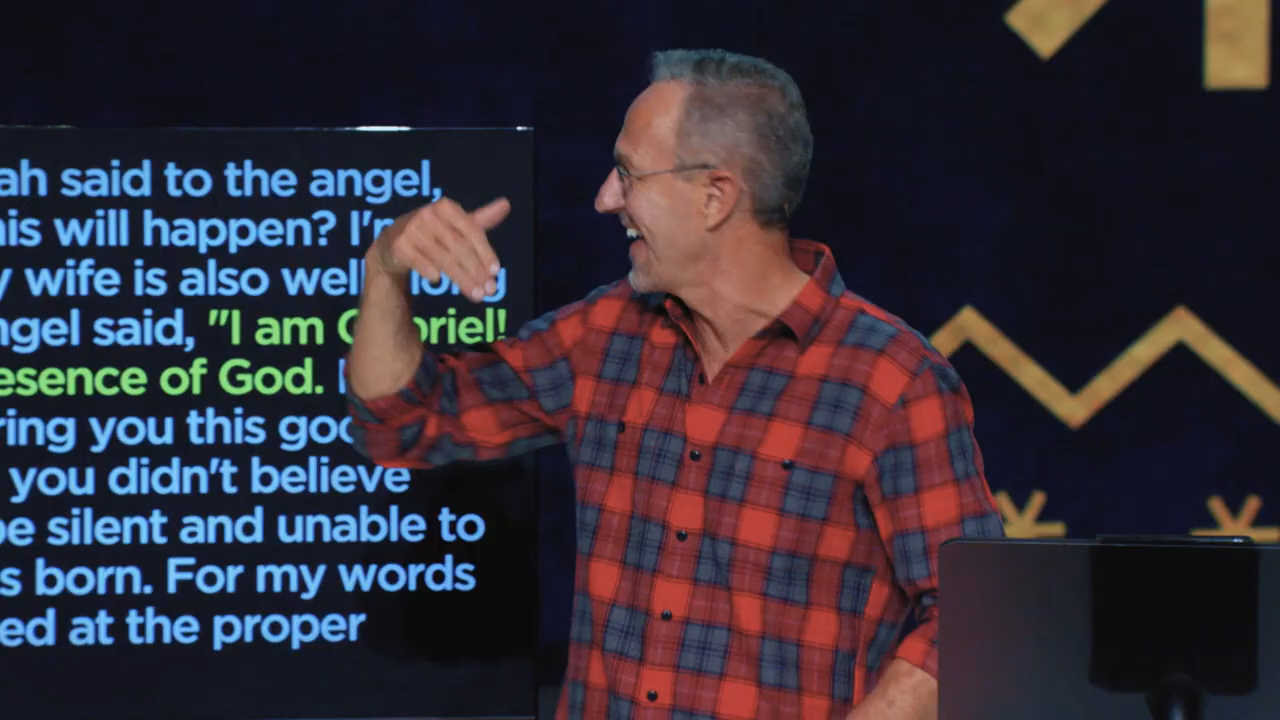 ah said to the angel,
his will happen? I'm
y wife is also well long
ngel said, "I am Gabriel!
esence of God.
ring you this goo
you didn't believe
be silent and unable to
s born. For my words
ed at the proper